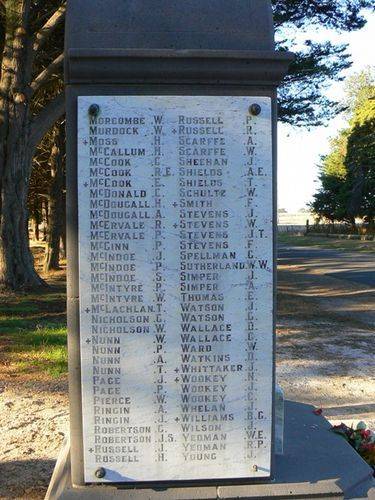 MORCOMBE W. RUSSELL P.
MURDOCK W. +RUSSELL R.
+MOSS H. SCARFFE A.
McCALLUM H. SCARFFE W.
McCOOK C. SHEEHAN J.
McCOOK R.E. SHIELDS A.E.
+McCOOK E. SHIELDS T.
McDONALD C. SCHULTZ W.
McDOUGALL H. +SMITH F.
McDOUGALL A. STEVENS J.
McERVALE R. +STEVENS W.
McERVALE P. STEVENS J.T.
McGINN P. STEVENS F.
McINDOE J. SPELLMAN C.
McINDOE P. SUTHERLAND W.W.
McINDOE S. SIMPER J.
McINTYRE P. SIMPER A.
McINTYRE W. THOMAS E.
+McLACHLAN T. WATSON J.
NICHOLSON G. WATSON G.
NICHOLSON W. WALLACE D.
+NUNN W. WALLACE G.
NUNN P. WARD W.
NUNN A. WATKINS D.
NUNN T. +WHITTAKER J.
PAGE J. +WOOKEY N.
PAGE P. WOOKEY J.
PIERCE W. WOOKEY C.
RINGIN A. WHELAN J.
RINGIN J. +WILLIAMS B.G.
ROBERTSON G. WILSON J.
ROBERTSON J.S. YEOMAN W.E.
+RUSSELL J. YEOMAN R.P.
ROSSELL H. YOUNG J.